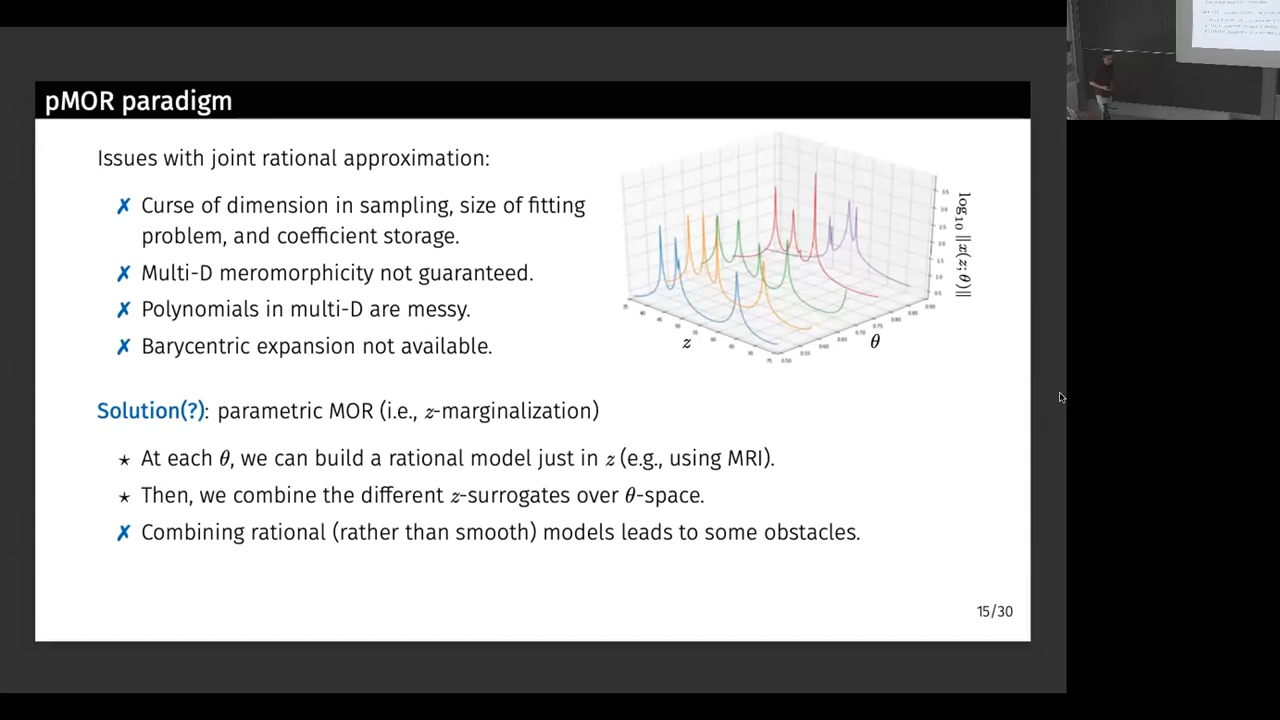 pMOR paradigm
Issues with joint rational approximation:
✗ Curse of dimension in sampling, size of fitting
problem, and coefficient storage.
✗ Multi-D meromorphicity not guaranteed.
✗ Polynomials in multi-D are messy.
✗ Barycentric expansion not available.
log₁₀ ||x(z; θ)||
z
θ
Solution(?): parametric MOR (i.e., z-marginalization)
⋆ At each θ, we can build a rational model just in z (e.g., using MRI).
⋆ Then, we combine the different z-surrogates over θ-space.
✗ Combining rational (rather than smooth) models leads to some obstacles.
15/30